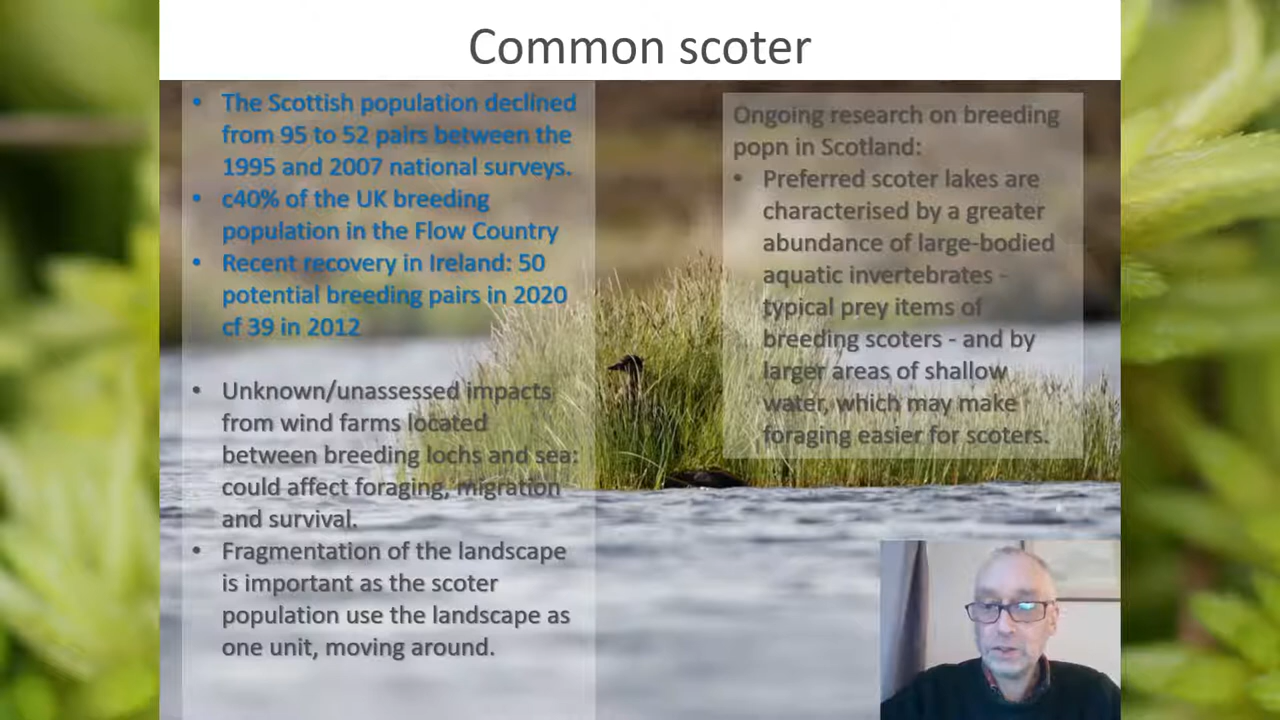 Common scoter
• The Scottish population declined
from 95 to 52 pairs between the
1995 and 2007 national surveys.
• c40% of the UK breeding
population in the Flow Country
• Recent recovery in Ireland: 50
potential breeding pairs in 2020
cf 39 in 2012
• Unknown/unassessed impacts
from wind farms located
between breeding lochs and sea:
could affect foraging, migration
and survival.
• Fragmentation of the landscape
is important as the scoter
population use the landscape as
one unit, moving around.
Ongoing research on breeding
popn in Scotland:
• Preferred scoter lakes are
characterised by a greater
abundance of large-bodied
aquatic invertebrates -
typical prey items of
breeding scoters - and by
larger areas of shallow
water, which may make
foraging easier for scoters.